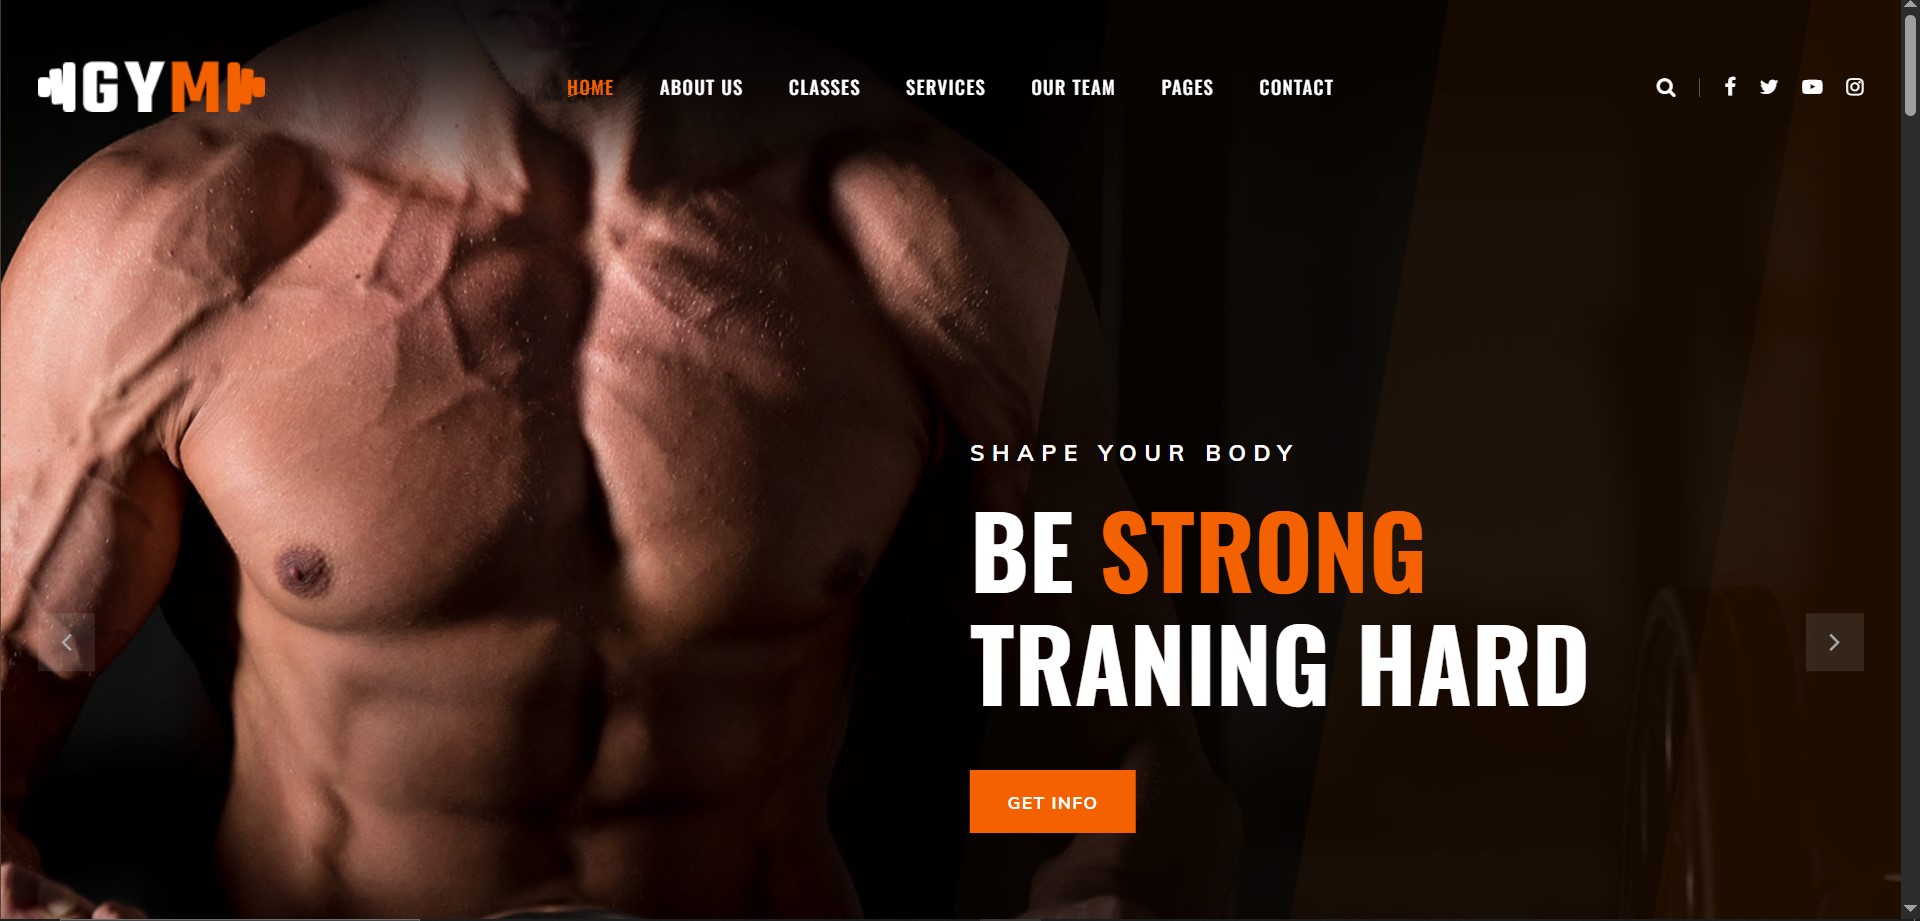 GYM
HOME ABOUT US CLASSES SERVICES OUR TEAM PAGES CONTACT
SHAPE YOUR BODY
BE STRONG
TRANING HARD
GET INFO